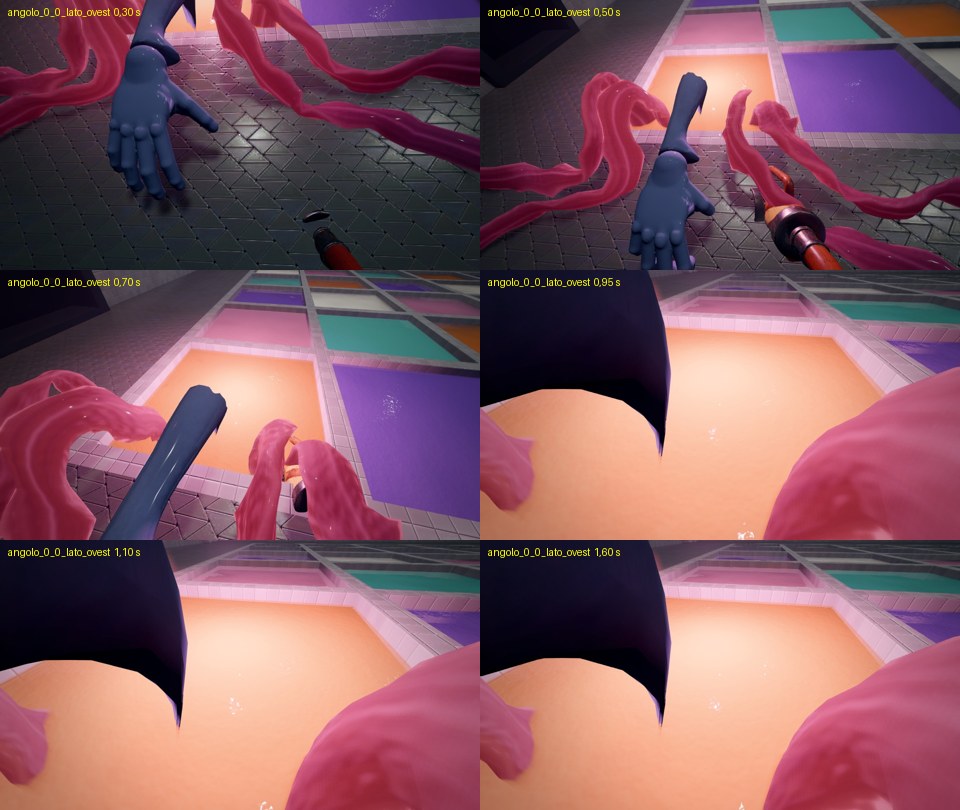 angolo_0_0_lato_ovest 0,30 s
angolo_0_0_lato_ovest 0,50 s
angolo_0_0_lato_ovest 0,70 s
angolo_0_0_lato_ovest 0,95 s
angolo_0_0_lato_ovest 1,10 s
angolo_0_0_lato_ovest 1,60 s